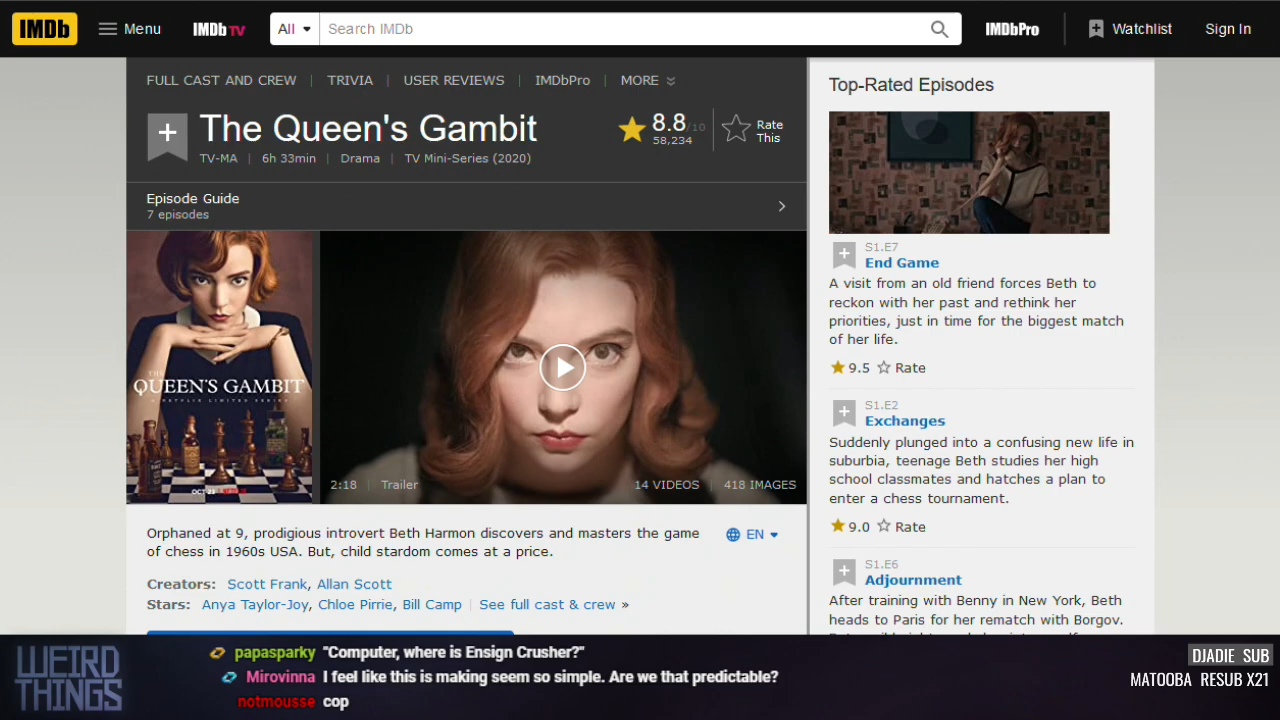 IMDb
Menu
IMDb TV
All
Search IMDb
IMDbPro
Watchlist
Sign In
FULL CAST AND CREW | TRIVIA | USER REVIEWS | IMDbPro | MORE
The Queen's Gambit
8.8/10
58,234
Rate
This
TV-MA | 6h 33min | Drama | TV Mini-Series (2020)
Episode Guide
7 episodes
THE
QUEEN'S GAMBIT
A NETFLIX LIMITED SERIES
OCT 23
2:18 | Trailer
14 VIDEOS | 418 IMAGES
Orphaned at 9, prodigious introvert Beth Harmon discovers and masters the game
of chess in 1960s USA. But, child stardom comes at a price.
EN
Creators: Scott Frank, Allan Scott
Stars: Anya Taylor-Joy, Chloe Pirrie, Bill Camp | See full cast & crew »
Top-Rated Episodes
S1.E7
End Game
A visit from an old friend forces Beth to
reckon with her past and rethink her
priorities, just in time for the biggest match
of her life.
9.5 Rate
S1.E2
Exchanges
Suddenly plunged into a confusing new life in
suburbia, teenage Beth studies her high
school classmates and hatches a plan to
enter a chess tournament.
9.0 Rate
S1.E6
Adjournment
After training with Benny in New York, Beth
heads to Paris for her rematch with Borgov.
WEIRD
THINGS
papasparky "Computer, where is Ensign Crusher?"
Mirovinna I feel like this is making seem so simple. Are we that predictable?
notmousse cop
DJADIE SUB
MATOOBA RESUB X21